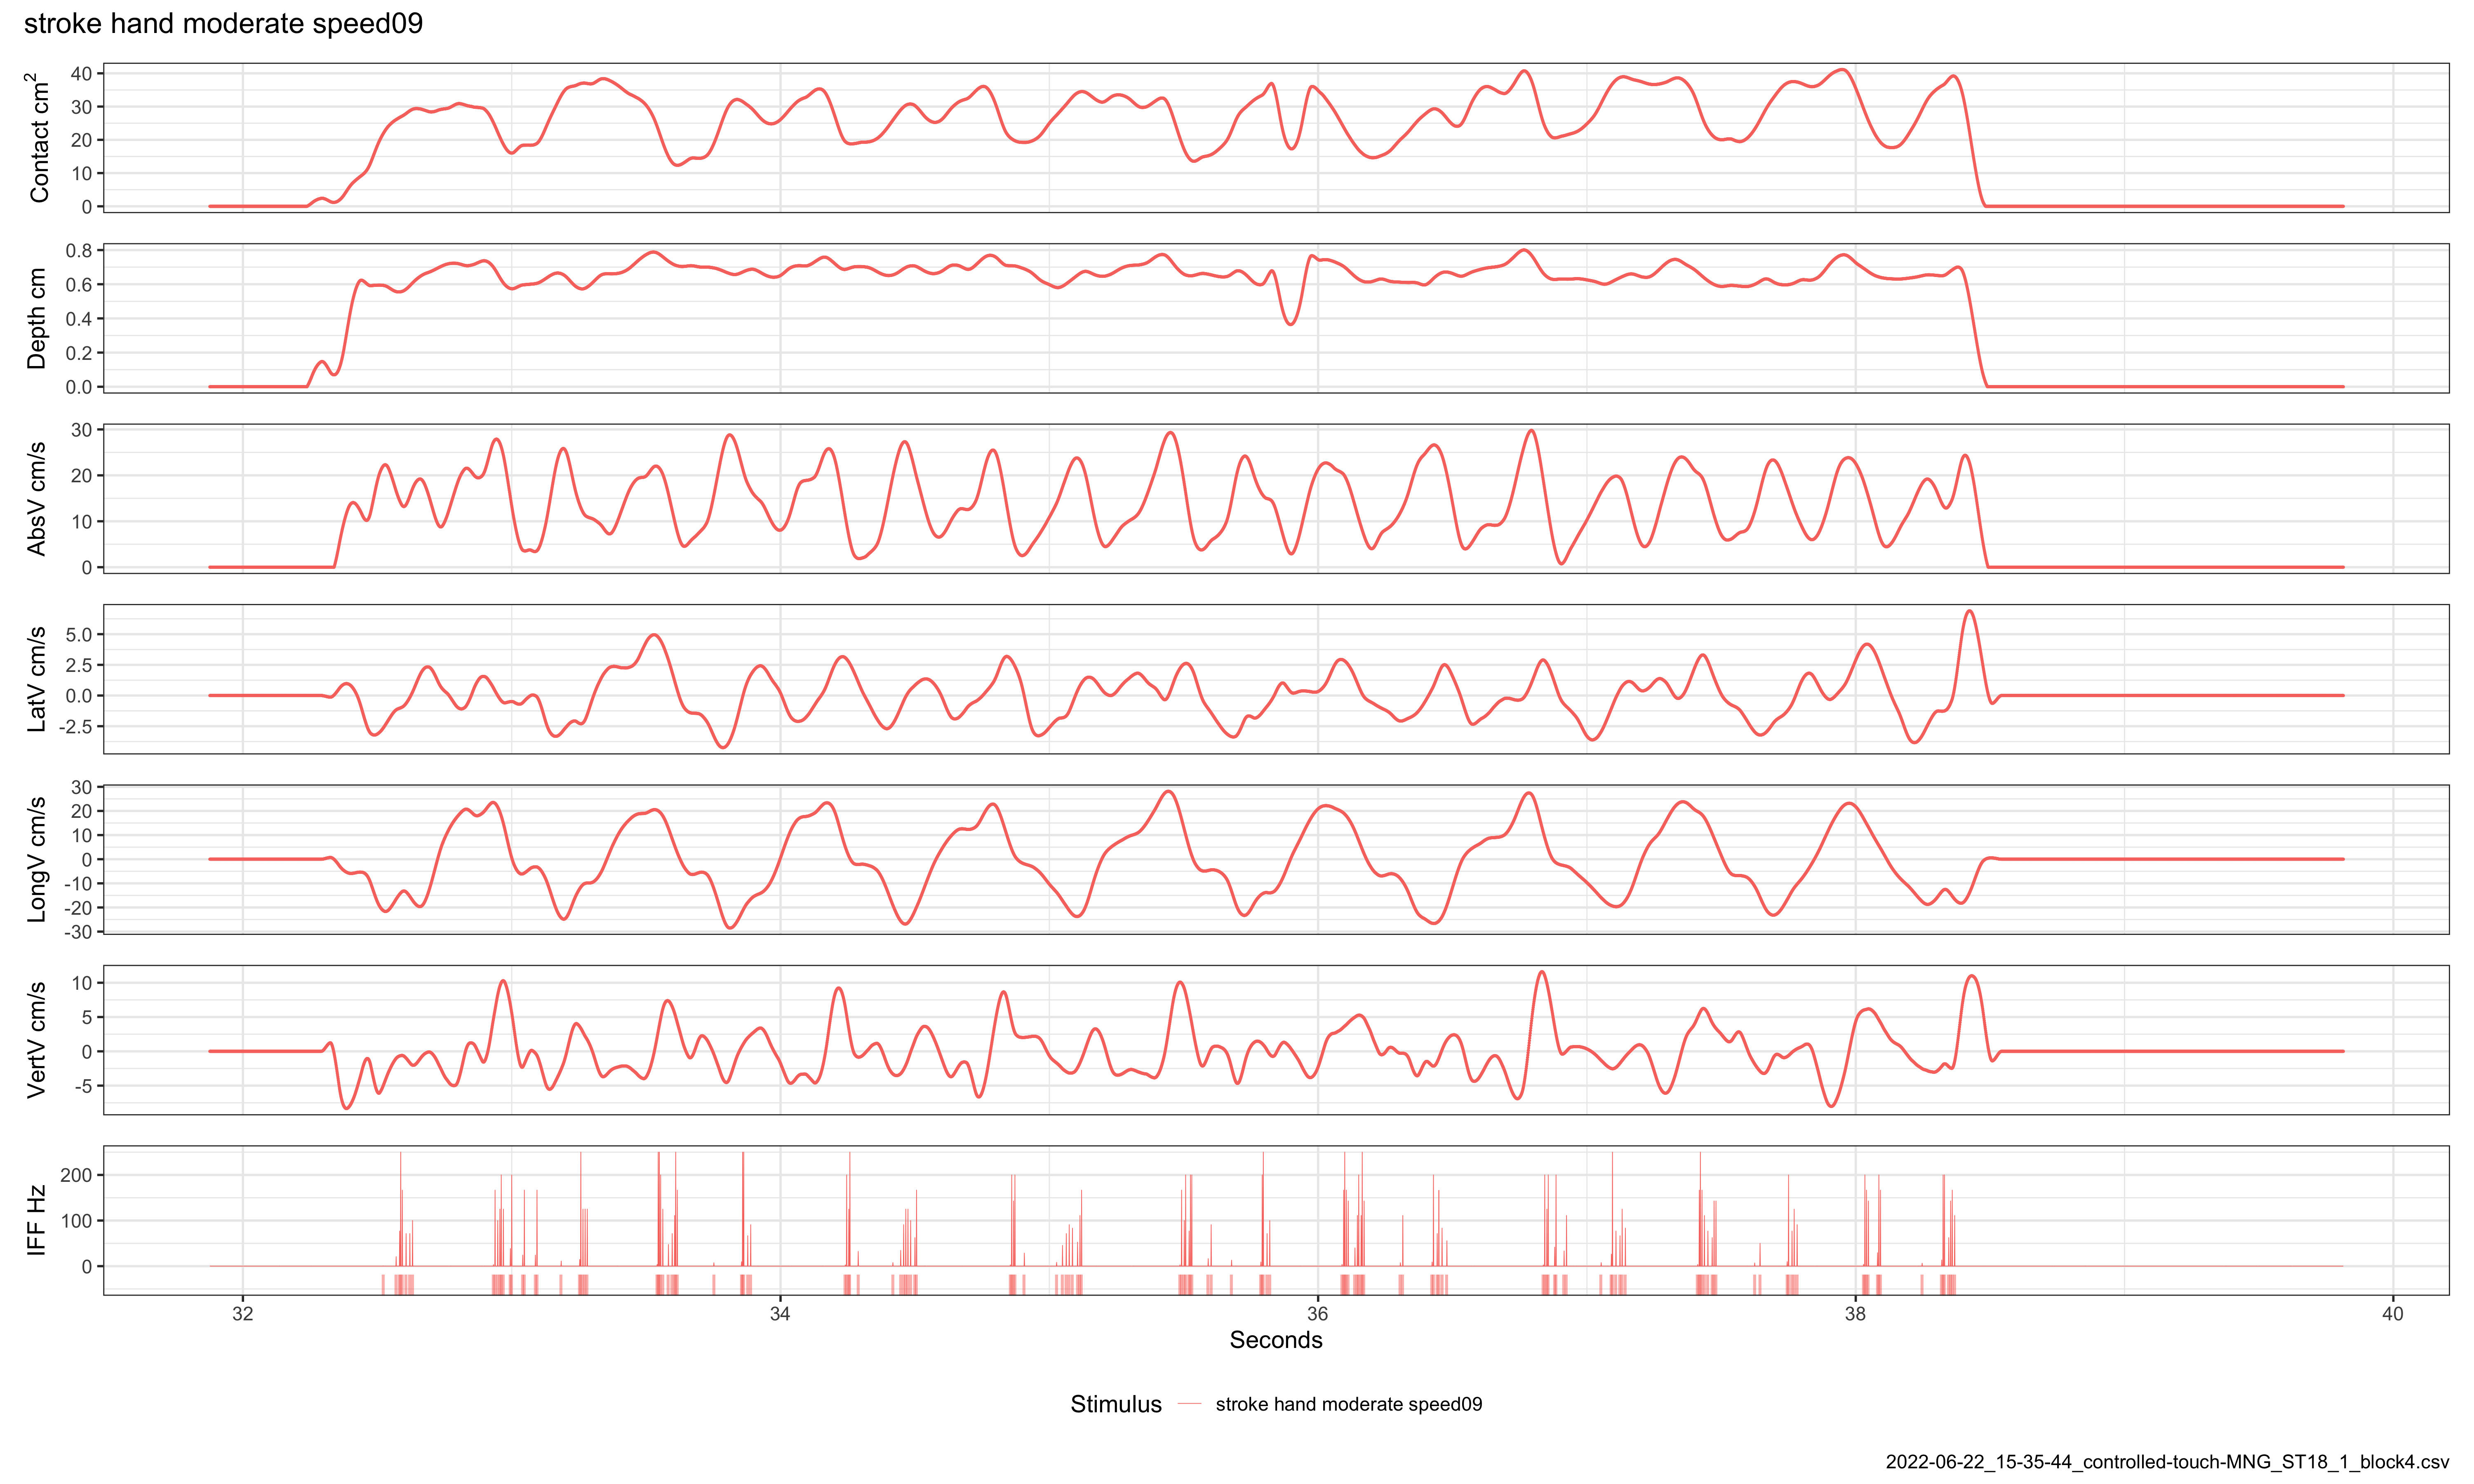 stroke hand moderate speed09
Contact cm²
40
30
20
10
0
Depth cm
0.8
0.6
0.4
0.2
0.0
AbsV cm/s
30
20
10
0
LatV cm/s
5.0
2.5
0.0
-2.5
LongV cm/s
30
20
10
0
-10
-20
-30
VertV cm/s
10
5
0
-5
IFF Hz
200
100
0
32 34 36 38 40
Seconds
Stimulus stroke hand moderate speed09
2022-06-22_15-35-44_controlled-touch-MNG_ST18_1_block4.csv